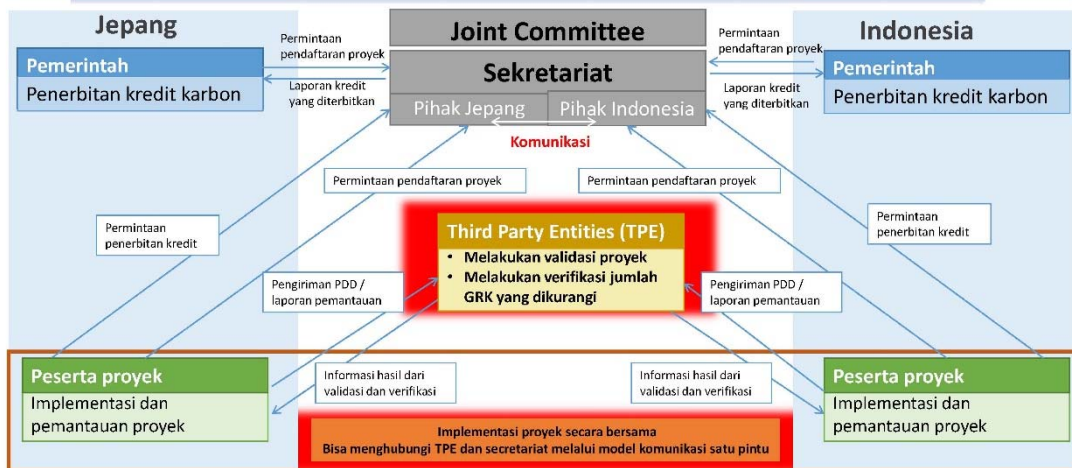 Jepang
Joint Committee
Indonesia
Permintaan
pendaftaran proyek
Permintaan
pendaftaran proyek
Pemerintah
Penerbitan kredit karbon
Sekretariat
Pemerintah
Penerbitan kredit karbon
Laporan kredit
yang diterbitkan
Laporan kredit
yang diterbitkan
Pihak Jepang
Pihak Indonesia
Komunikasi
Permintaan pendaftaran proyek
Permintaan pendaftaran proyek
Permintaan
penerbitan kredit
Permintaan
penerbitan kredit
Third Party Entities (TPE)
• Melakukan validasi proyek
• Melakukan verifikasi jumlah
GRK yang dikurangi
Pengiriman PDD /
laporan pemantauan
Pengiriman PDD /
laporan pemantauan
Peserta proyek
Implementasi dan
pemantauan proyek
Informasi hasil dari
validasi dan verifikasi
Informasi hasil dari
validasi dan verifikasi
Peserta proyek
Implementasi dan
pemantauan proyek
Implementasi proyek secara bersama
Bisa menghubungi TPE dan secretariat melalui model komunikasi satu pintu